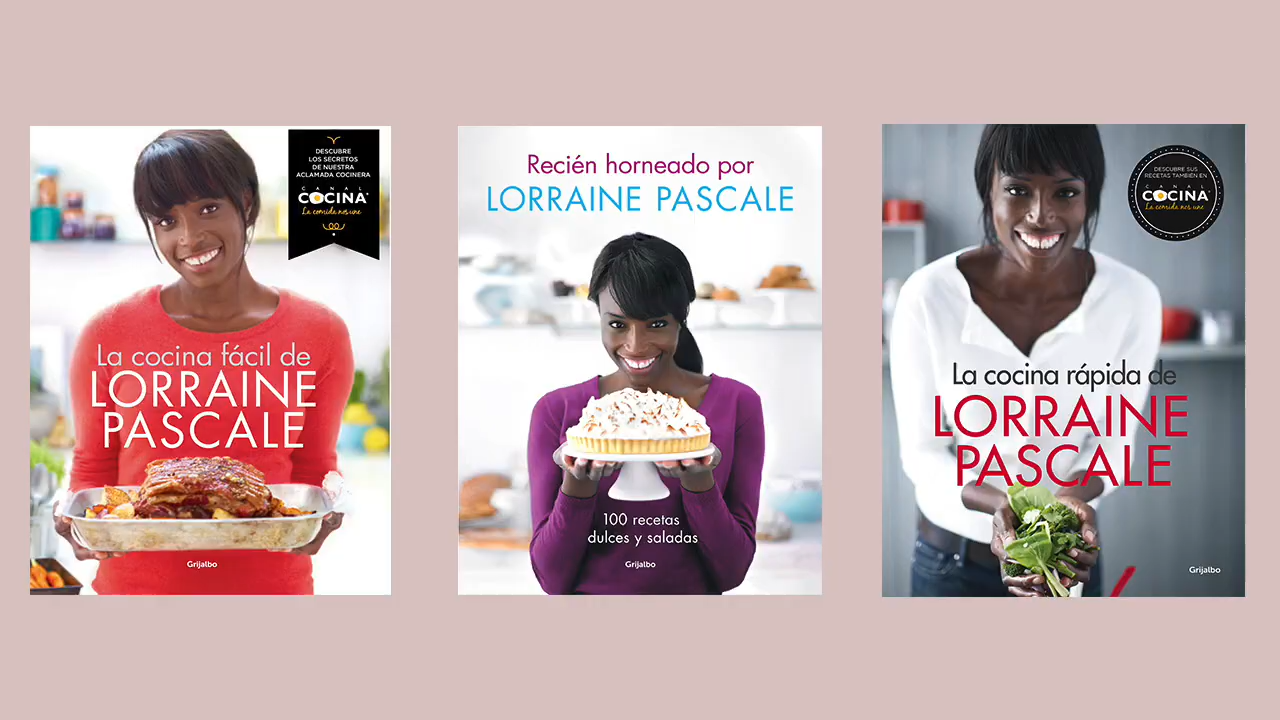 DESCUBRE
LOS SECRETOS
DE NUESTRA
ACLAMADA COCINERA
CANAL
COCINA
La comida nos une
La cocina fácil de
LORRAINE
PASCALE
Grijalbo
Recién horneado por
LORRAINE PASCALE
100 recetas
dulces y saladas
Grijalbo
DESCUBRE SUS
RECETAS TAMBIÉN EN
CANAL
COCINA
La comida nos une
La cocina rápida de
LORRAINE
PASCALE
Grijalbo